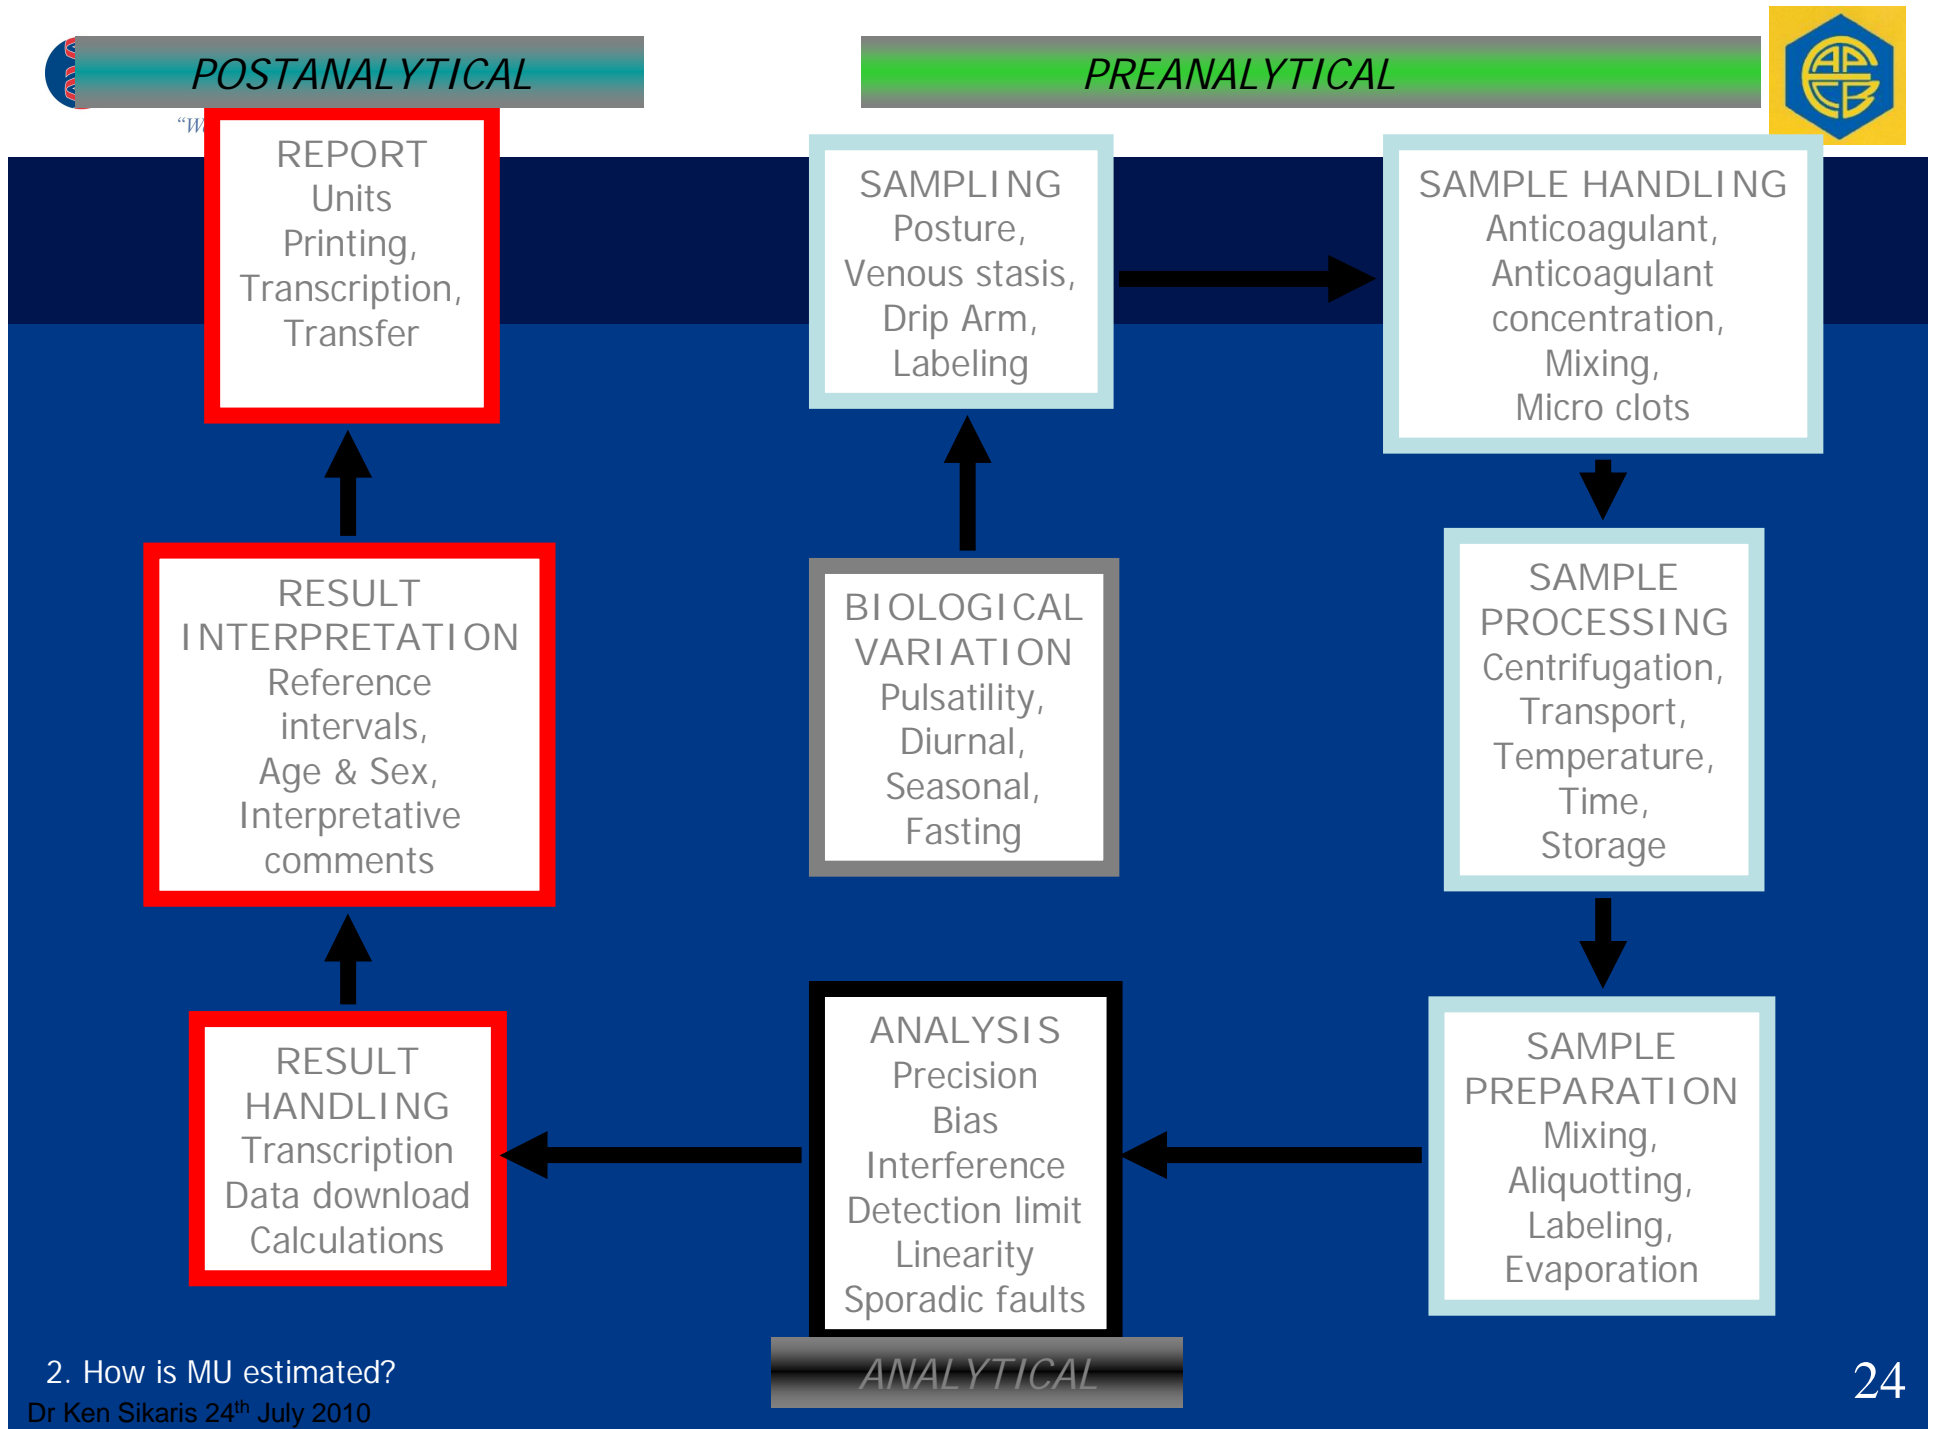 POSTANALYTICAL
PREANALYTICAL
APFCB
REPORT
Units
Printing,
Transcription,
Transfer
SAMPLING
Posture,
Venous stasis,
Drip Arm,
Labeling
SAMPLE HANDLING
Anticoagulant,
Anticoagulant
concentration,
Mixing,
Micro clots
RESULT
INTERPRETATION
Reference
intervals,
Age & Sex,
Interpretative
comments
BIOLOGICAL
VARIATION
Pulsatility,
Diurnal,
Seasonal,
Fasting
SAMPLE
PROCESSING
Centrifugation,
Transport,
Temperature,
Time,
Storage
RESULT
HANDLING
Transcription
Data download
Calculations
ANALYSIS
Precision
Bias
Interference
Detection limit
Linearity
Sporadic faults
SAMPLE
PREPARATION
Mixing,
Aliquotting,
Labeling,
Evaporation
ANALYTICAL
2. How is MU estimated?
Dr Ken Sikaris 24th July 2010
24